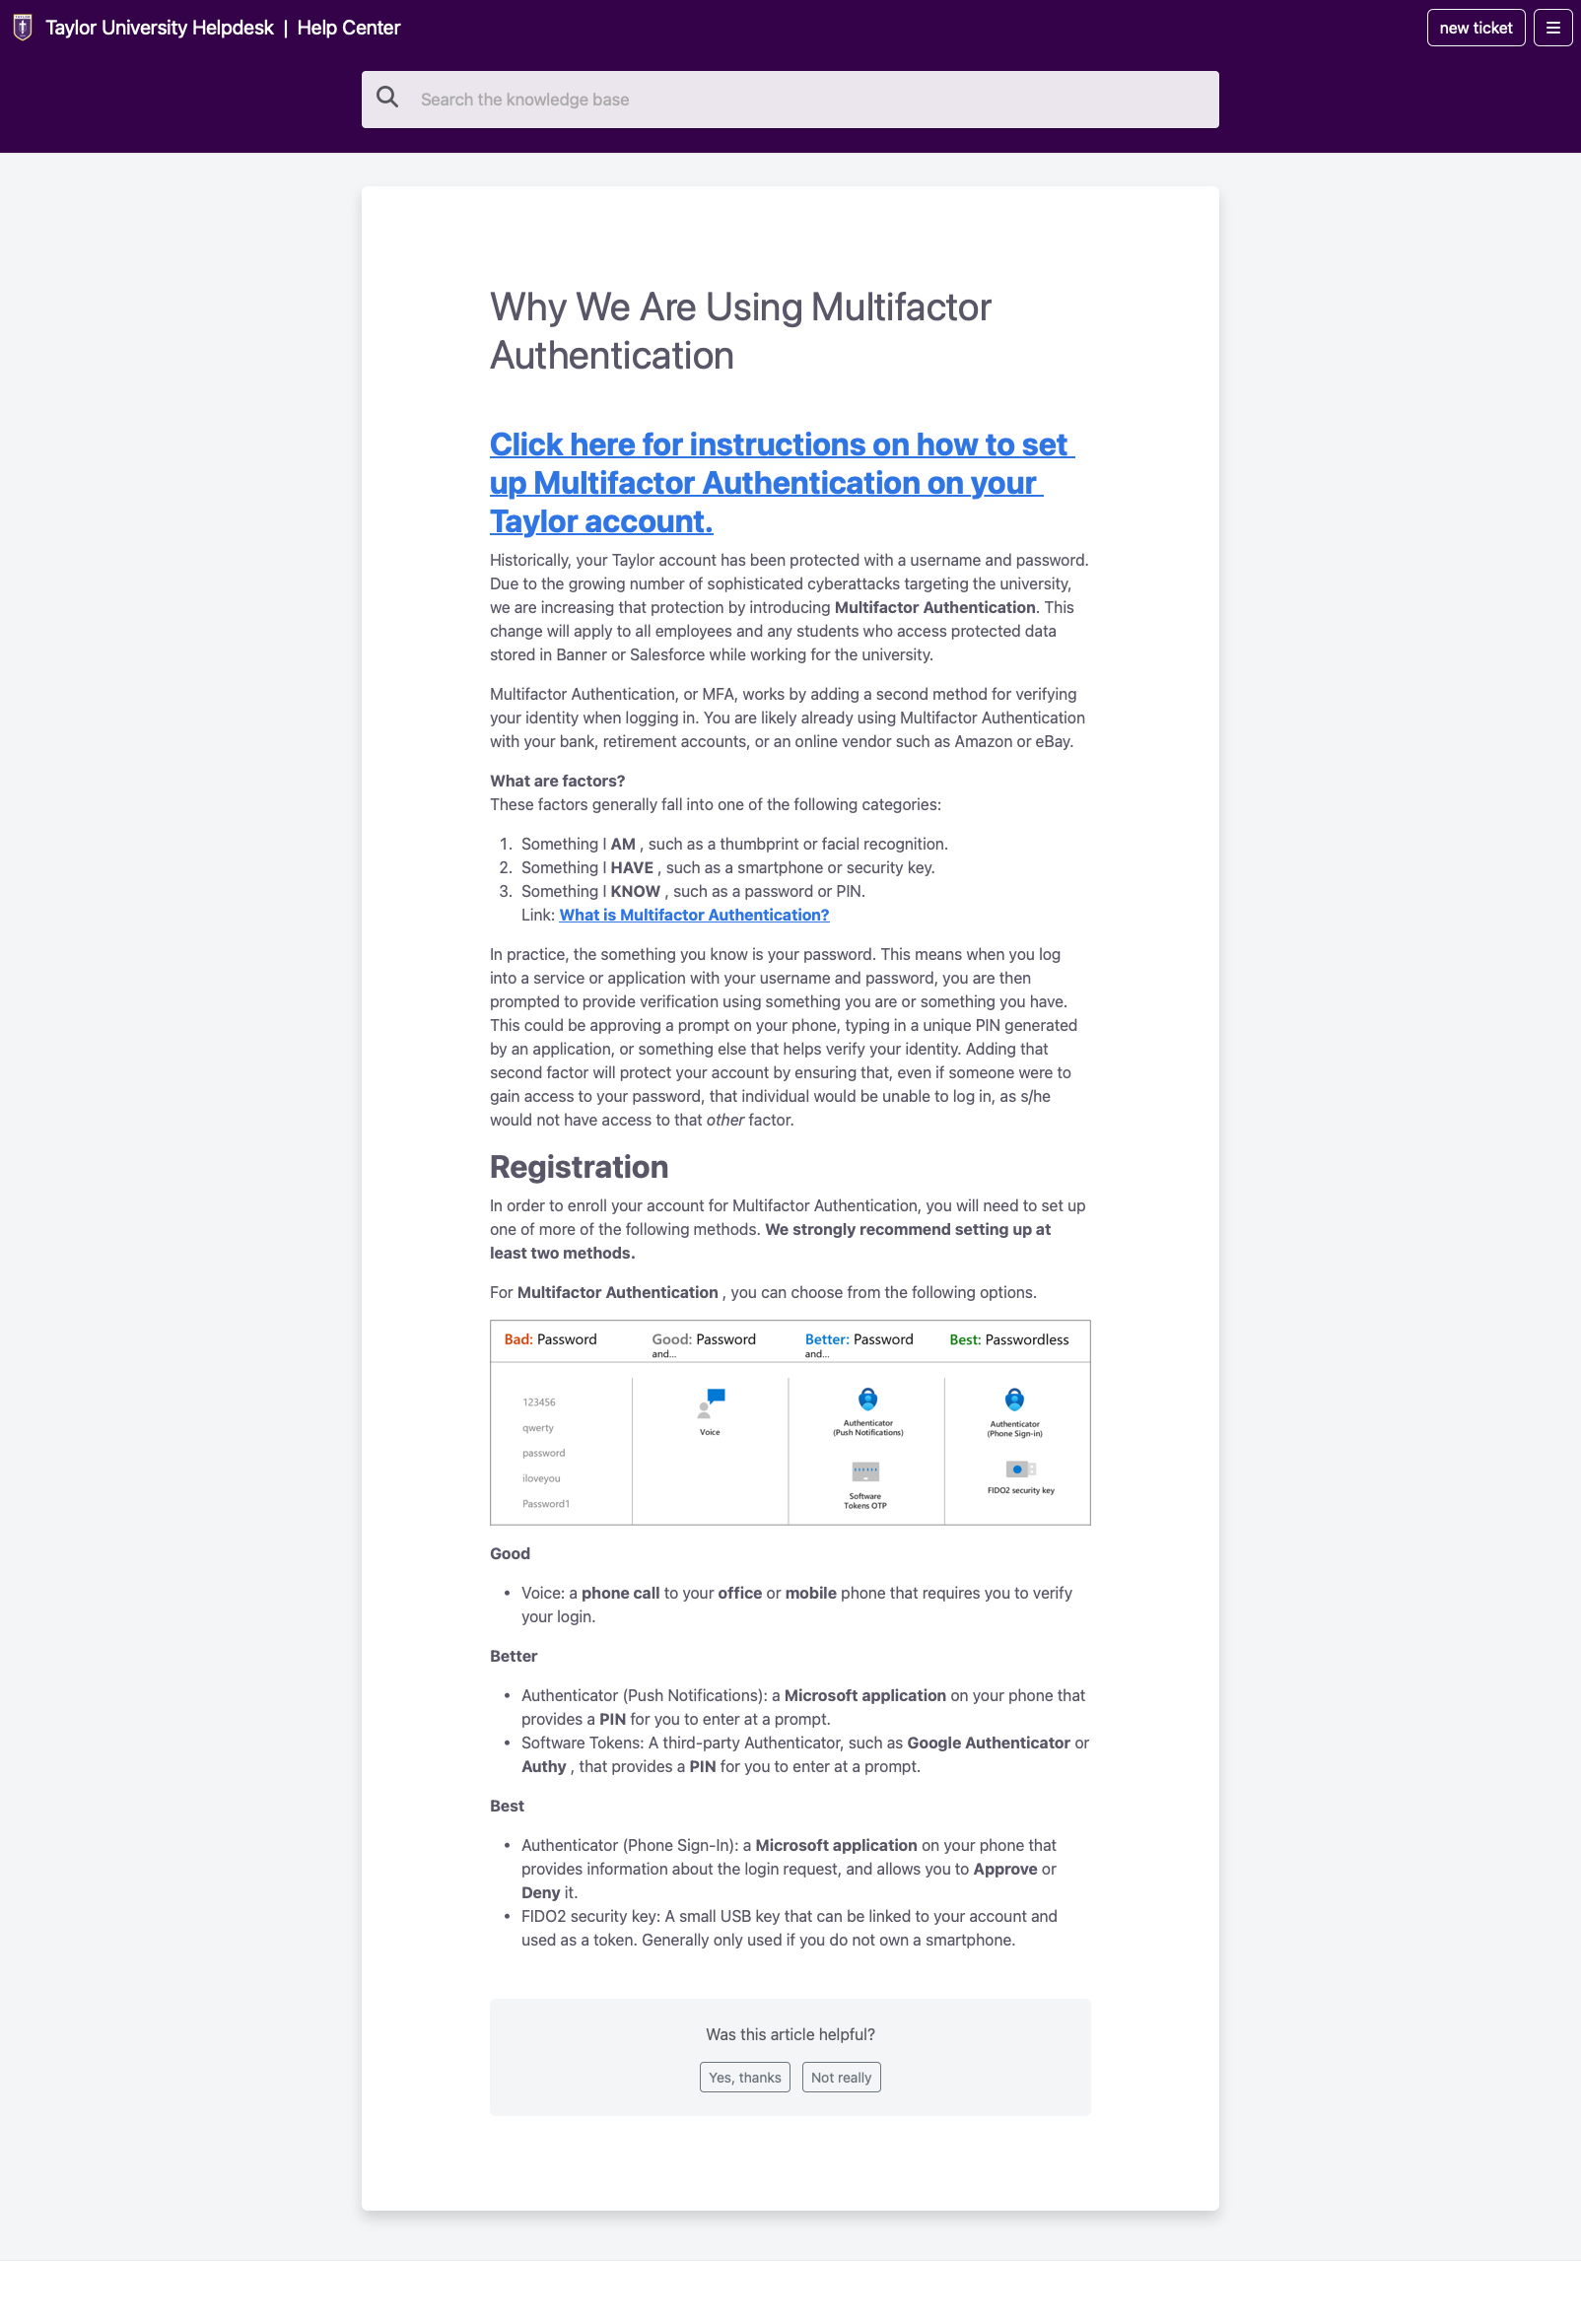 Taylor University Helpdesk | Help Center
new ticket
Search the knowledge base
Why We Are Using Multifactor
Authentication
Click here for instructions on how to set
up Multifactor Authentication on your
Taylor account.
Historically, your Taylor account has been protected with a username and password.
Due to the growing number of sophisticated cyberattacks targeting the university,
we are increasing that protection by introducing Multifactor Authentication. This
change will apply to all employees and any students who access protected data
stored in Banner or Salesforce while working for the university.
Multifactor Authentication, or MFA, works by adding a second method for verifying
your identity when logging in. You are likely already using Multifactor Authentication
with your bank, retirement accounts, or an online vendor such as Amazon or eBay.
What are factors?
These factors generally fall into one of the following categories:
1. Something I AM , such as a thumbprint or facial recognition.
2. Something I HAVE , such as a smartphone or security key.
3. Something I KNOW , such as a password or PIN.
Link: What is Multifactor Authentication?
In practice, the something you know is your password. This means when you log
into a service or application with your username and password, you are then
prompted to provide verification using something you are or something you have.
This could be approving a prompt on your phone, typing in a unique PIN generated
by an application, or something else that helps verify your identity. Adding that
second factor will protect your account by ensuring that, even if someone were to
gain access to your password, that individual would be unable to log in, as s/he
would not have access to that other factor.
Registration
In order to enroll your account for Multifactor Authentication, you will need to set up
one of more of the following methods. We strongly recommend setting up at
least two methods.
For Multifactor Authentication , you can choose from the following options.
Bad: Password
Good: Password
and...
Better: Password
and...
Best: Passwordless
123456
qwerty
password
iloveyou
Password1
Voice
Authenticator
(Push Notifications)
Software
Tokens OTP
Authenticator
(Phone Sign-in)
FIDO2 security key
Good
• Voice: a phone call to your office or mobile phone that requires you to verify
your login.
Better
• Authenticator (Push Notifications): a Microsoft application on your phone that
provides a PIN for you to enter at a prompt.
• Software Tokens: A third-party Authenticator, such as Google Authenticator or
Authy , that provides a PIN for you to enter at a prompt.
Best
• Authenticator (Phone Sign-In): a Microsoft application on your phone that
provides information about the login request, and allows you to Approve or
Deny it.
• FIDO2 security key: A small USB key that can be linked to your account and
used as a token. Generally only used if you do not own a smartphone.
Was this article helpful?
Yes, thanks
Not really